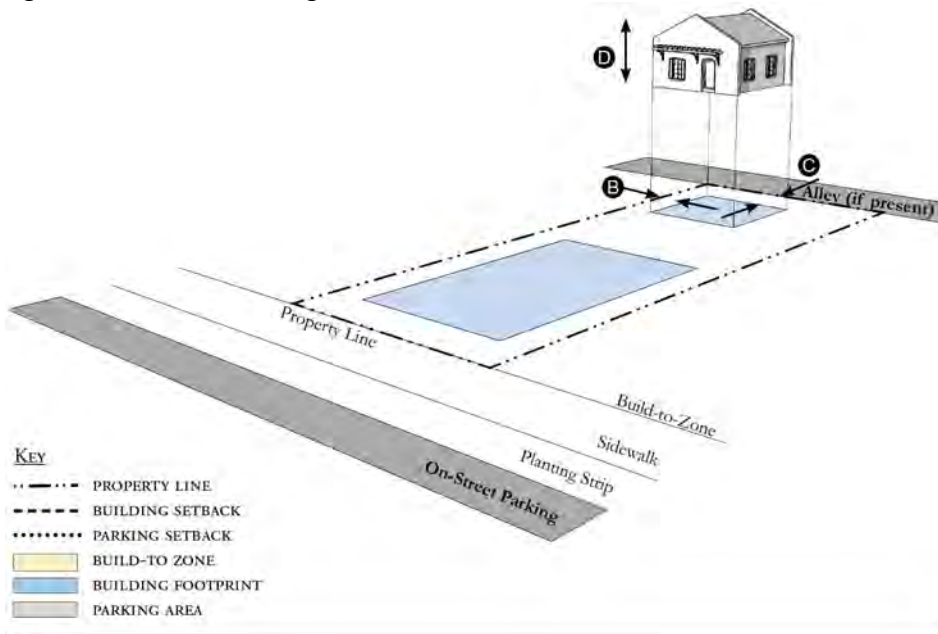 D
B
C
Alley (if present)
Property Line
Build-to-Zone
Sidewalk
Planting Strip
On-Street Parking
KEY
PROPERTY LINE
BUILDING SETBACK
PARKING SETBACK
BUILD-TO ZONE
BUILDING FOOTPRINT
PARKING AREA